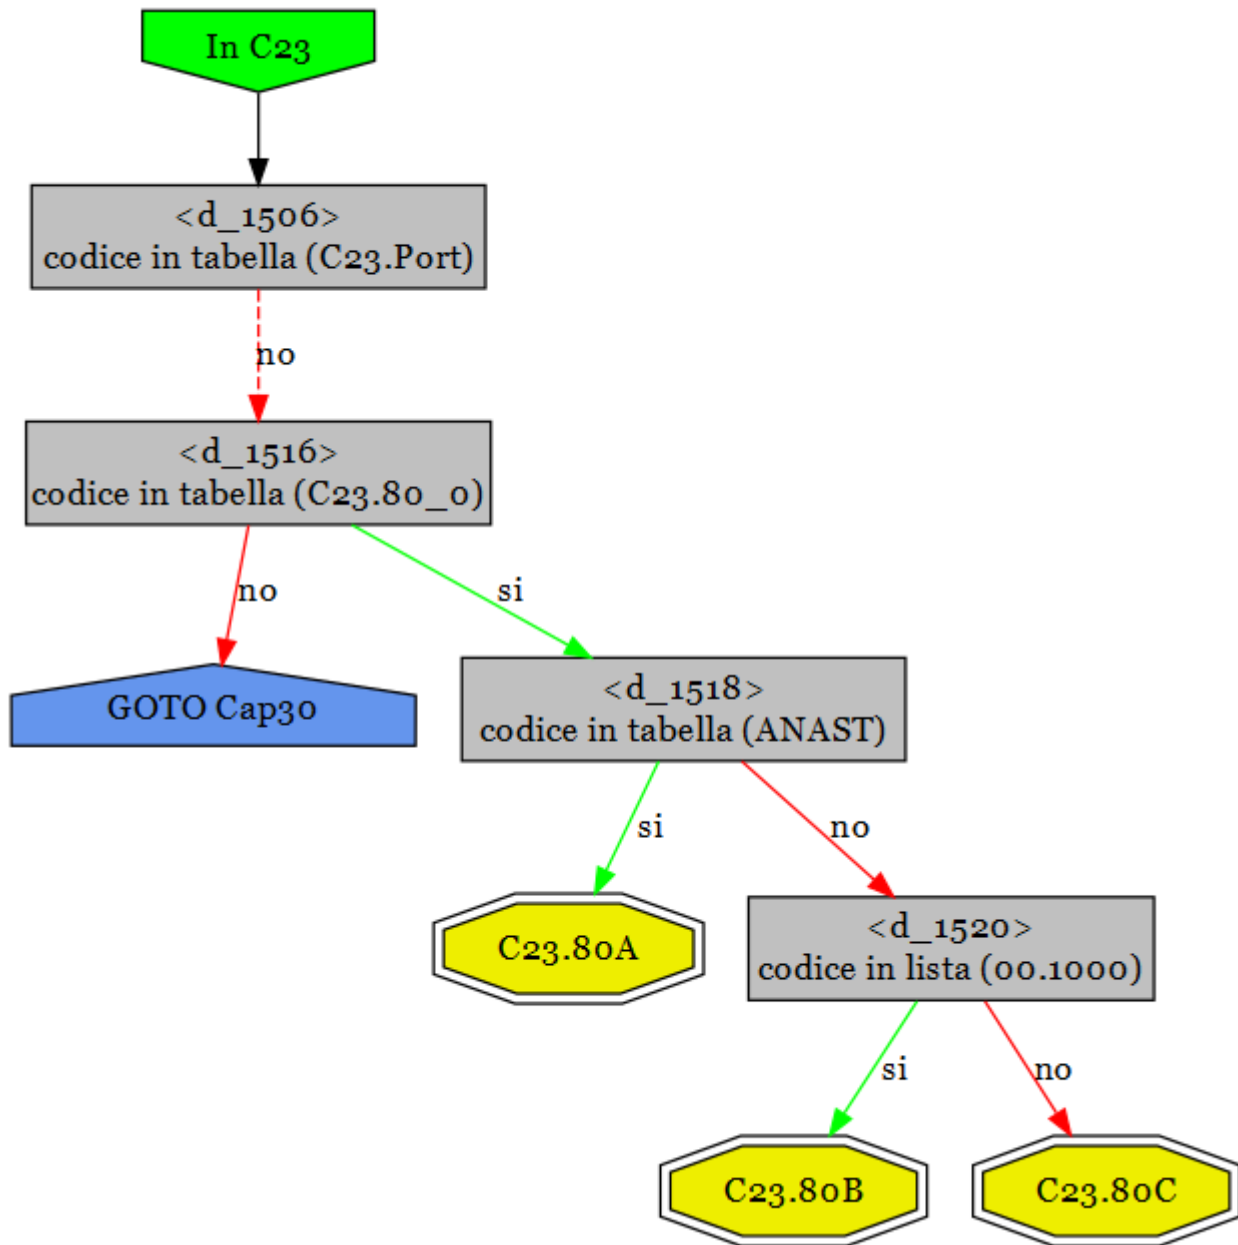 In C23
<d_1506>
codice in tabella (C23.Port)
no
<d_1516>
codice in tabella (C23.80_0)
no
si
GOTO Cap30
<d_1518>
codice in tabella (ANAST)
si
no
C23.80A
<d_1520>
codice in lista (00.1000)
si
no
C23.80B
C23.80C